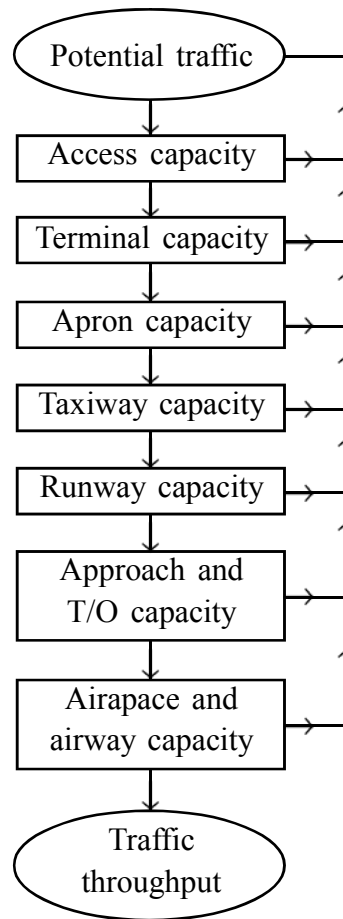 Potential traffic
Access capacity
Terminal capacity
Apron capacity
Taxiway capacity
Runway capacity
Approach and
T/O capacity
Airapace and
airway capacity
Traffic
throughput